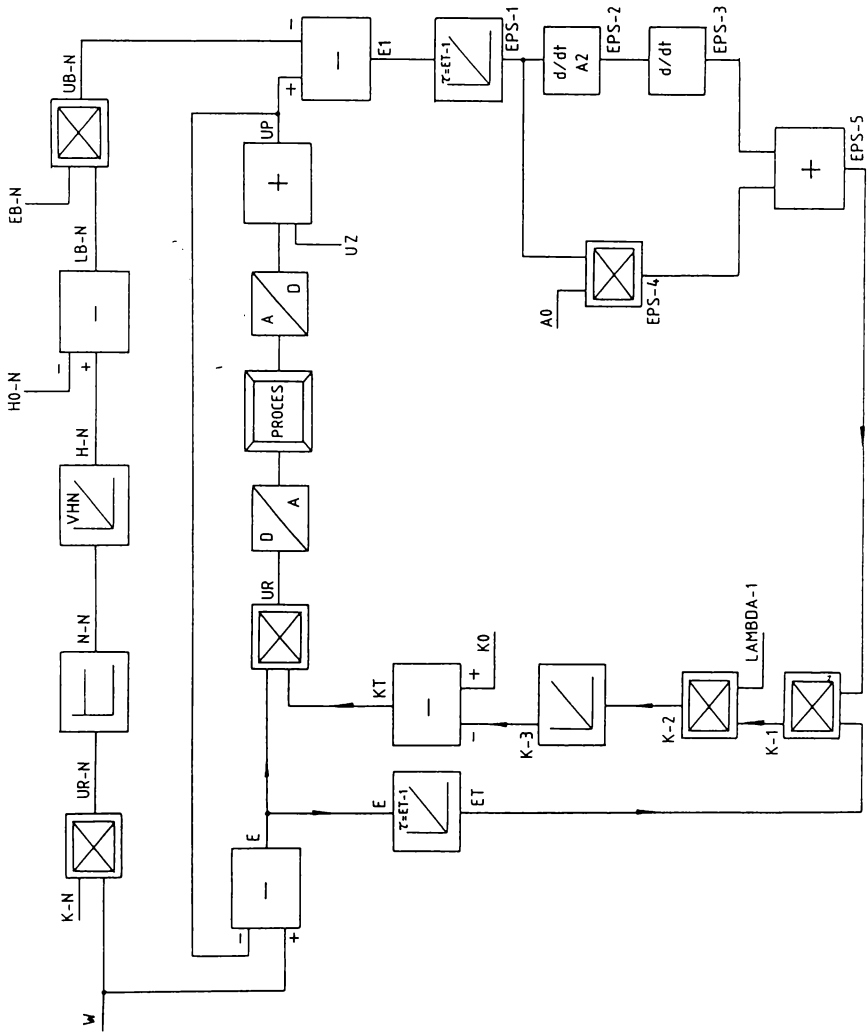 EB-N
H0-N
UB-N
LB-N
H-N
VHN
N-N
UR-N
K-N
W
−
+
−
−
E1
+
UP
+
UZ
A
D
PROCES
D
A
UR
E
−
−
+
τ=ET-1
EPS-1
d/dt
A2
EPS-2
d/dt
EPS-3
A0
EPS-4
+
EPS-5
KT
−
+
K0
−
K-3
K-2
LAMBDA-1
K-1
E
τ=ET-1
ET